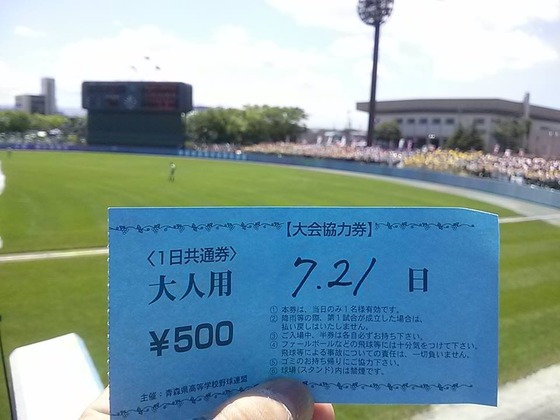 【大会協力券】
〈1日共通券〉
大人用
7.21 日
¥500
① 本券は、当日のみ1名様有効です。
② 降雨等の際、第1試合が成立した場合は、
払い戻しはいたしません。
③ ご入場中、半券は各自必ずお持ち下さい。
④ ファールボールなどの飛球等には十分気をつけて下さい。
飛球等による事故についての責任は、一切負いません。
⑤ ゴミのお持ち帰りにご協力下さい。
⑥ 球場(スタンド)内は禁煙です。
主催:青森県高等学校野球連盟